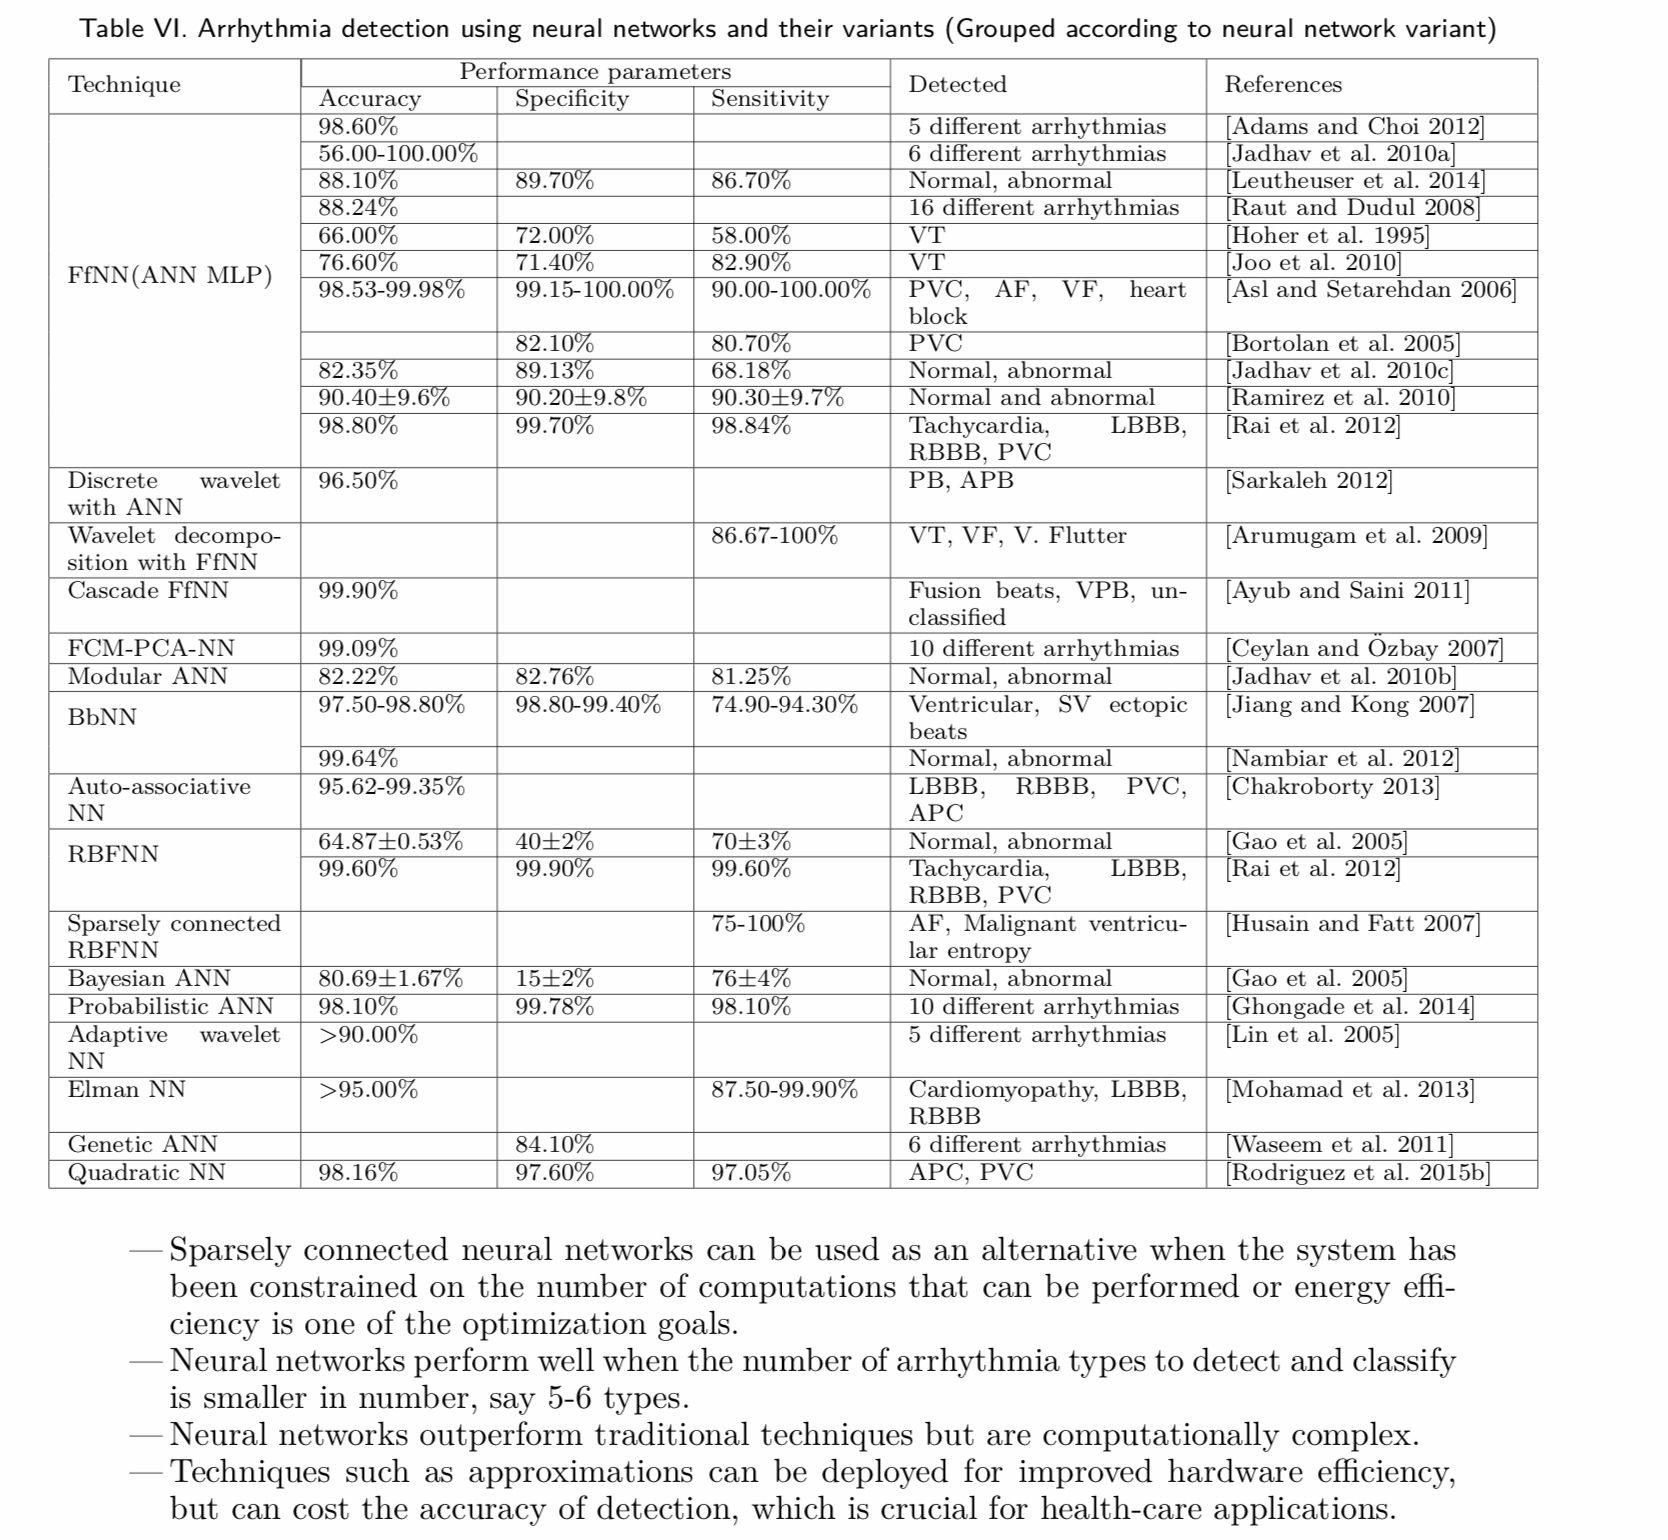 Table VI. Arrhythmia detection using neural networks and their variants (Grouped according to neural network variant)
Technique Performance parameters Detected References
Accuracy Specificity Sensitivity
FfNN(ANN MLP)
98.60% 5 different arrhythmias [Adams and Choi 2012]
56.00-100.00% 6 different arrhythmias [Jadhav et al. 2010a]
88.10% 89.70% 86.70% Normal, abnormal [Leutheuser et al. 2014]
88.24% 16 different arrhythmias [Raut and Dudul 2008]
66.00% 72.00% 58.00% VT [Hoher et al. 1995]
76.60% 71.40% 82.90% VT [Joo et al. 2010]
98.53-99.98% 99.15-100.00% 90.00-100.00% PVC, AF, VF, heart [Asl and Setarehdan 2006]
block
82.10% 80.70% PVC [Bortolan et al. 2005]
82.35% 89.13% 68.18% Normal, abnormal [Jadhav et al. 2010c]
90.40±9.6% 90.20±9.8% 90.30±9.7% Normal and abnormal [Ramirez et al. 2010]
98.80% 99.70% 98.84% Tachycardia, LBBB, [Rai et al. 2012]
RBBB, PVC
Discrete wavelet 96.50% PB, APB [Sarkaleh 2012]
with ANN
Wavelet decompo- 86.67-100% VT, VF, V. Flutter [Arumugam et al. 2009]
sition with FfNN
Cascade FfNN 99.90% Fusion beats, VPB, un- [Ayub and Saini 2011]
classified
FCM-PCA-NN 99.09% 10 different arrhythmias [Ceylan and Özbay 2007]
Modular ANN 82.22% 82.76% 81.25% Normal, abnormal [Jadhav et al. 2010b]
BbNN 97.50-98.80% 98.80-99.40% 74.90-94.30% Ventricular, SV ectopic [Jiang and Kong 2007]
beats
99.64% Normal, abnormal [Nambiar et al. 2012]
Auto-associative 95.62-99.35% LBBB, RBBB, PVC, [Chakroborty 2013]
NN APC
RBFNN 64.87±0.53% 40±2% 70±3% Normal, abnormal [Gao et al. 2005]
99.60% 99.90% 99.60% Tachycardia, LBBB, [Rai et al. 2012]
RBBB, PVC
Sparsely connected 75-100% AF, Malignant ventricu- [Husain and Fatt 2007]
RBFNN lar entropy
Bayesian ANN 80.69±1.67% 15±2% 76±4% Normal, abnormal [Gao et al. 2005]
Probabilistic ANN 98.10% 99.78% 98.10% 10 different arrhythmias [Ghongade et al. 2014]
Adaptive wavelet >90.00% 5 different arrhythmias [Lin et al. 2005]
NN
Elman NN >95.00% 87.50-99.90% Cardiomyopathy, LBBB, [Mohamad et al. 2013]
RBBB
Genetic ANN 84.10% 6 different arrhythmias [Waseem et al. 2011]
Quadratic NN 98.16% 97.60% 97.05% APC, PVC [Rodriguez et al. 2015b]
— Sparsely connected neural networks can be used as an alternative when the system has
been constrained on the number of computations that can be performed or energy effi-
ciency is one of the optimization goals.
— Neural networks perform well when the number of arrhythmia types to detect and classify
is smaller in number, say 5-6 types.
— Neural networks outperform traditional techniques but are computationally complex.
— Techniques such as approximations can be deployed for improved hardware efficiency,
but can cost the accuracy of detection, which is crucial for health-care applications.